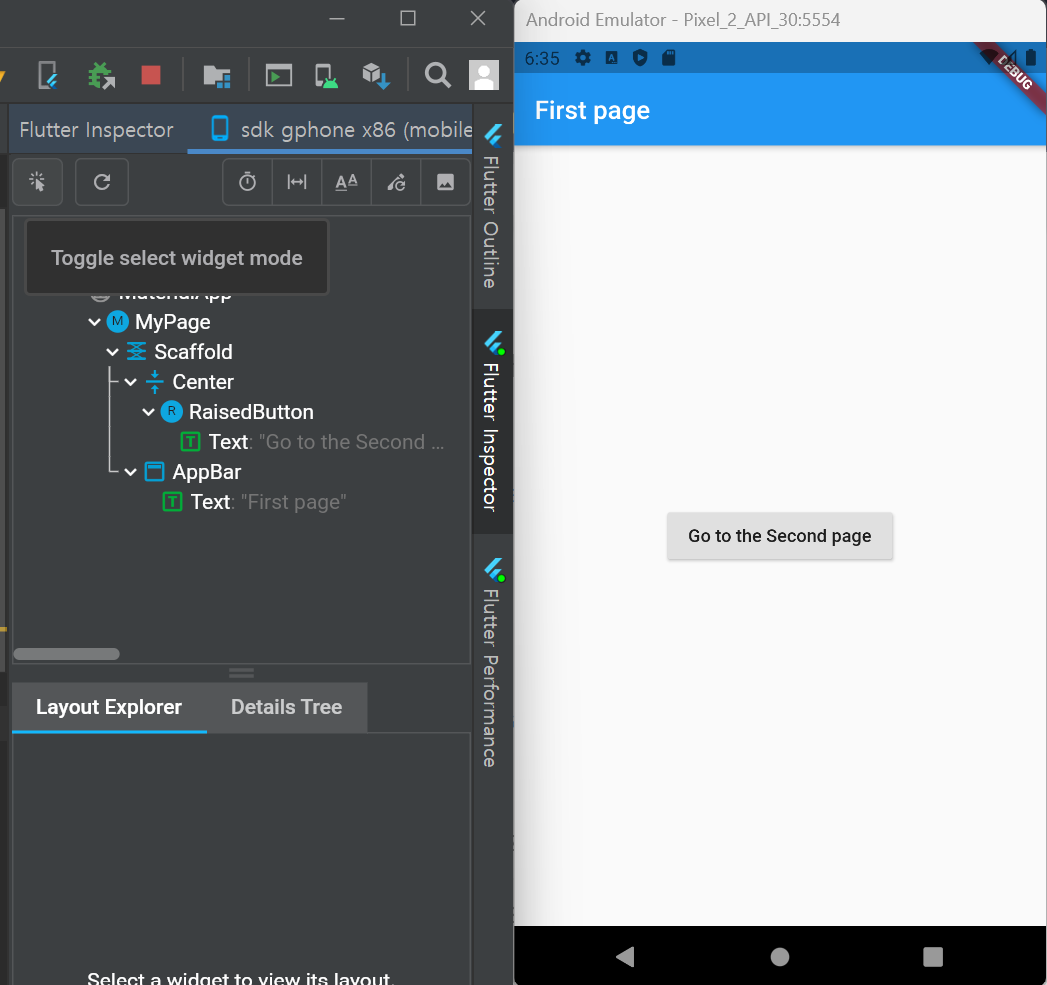 Android Emulator - Pixel_2_API_30:5554
6:35
DEBUG
First page
Flutter Inspector
sdk gphone x86 (mobile
Toggle select widget mode
MaterialApp
M
MyPage
Scaffold
Center
R
RaisedButton
T
Text: "Go to the Second ...
AppBar
T
Text: "First page"
Flutter Outline
Flutter Inspector
Flutter Performance
Layout Explorer
Details Tree
Select a widget to view its layout.
Go to the Second page